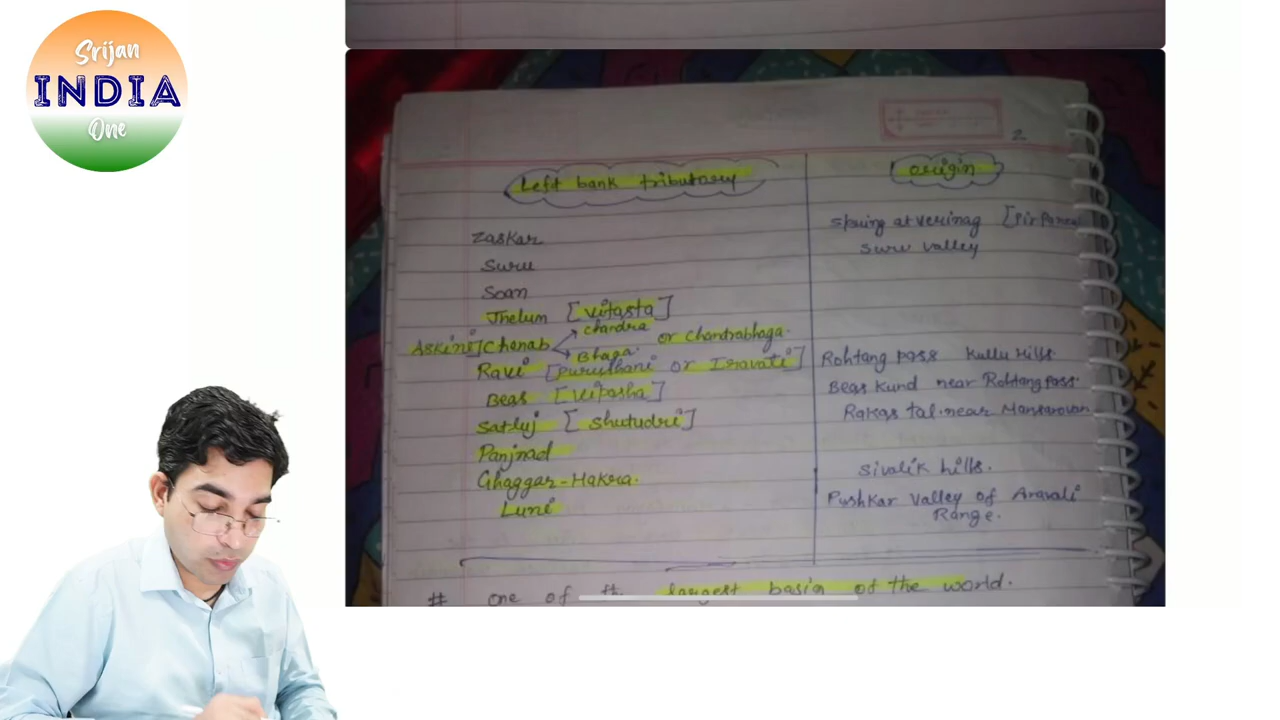 Srijan
INDIA
One
2
Left bank tributary
origin
Zaskar
Spring at verinag [Pir Pan
Suru
suru valley
Soan
Jhelum [Vitasta]
Askini] Chenab chandra Bhaga or chandrabhaga.
Ravi [purushani or Iravati]
Rohtang pass Kullu Hills
Beas [Vipasha]
Beas Kund near Rohtang pass.
Satluj [Shutudri]
Rakas tal near Mansarovar
Panjnad
Ghaggar-Hakra.
Sivalik hills.
Luni
Pushkar Valley of Aravali
Range.
# one of th largest basin of the world.